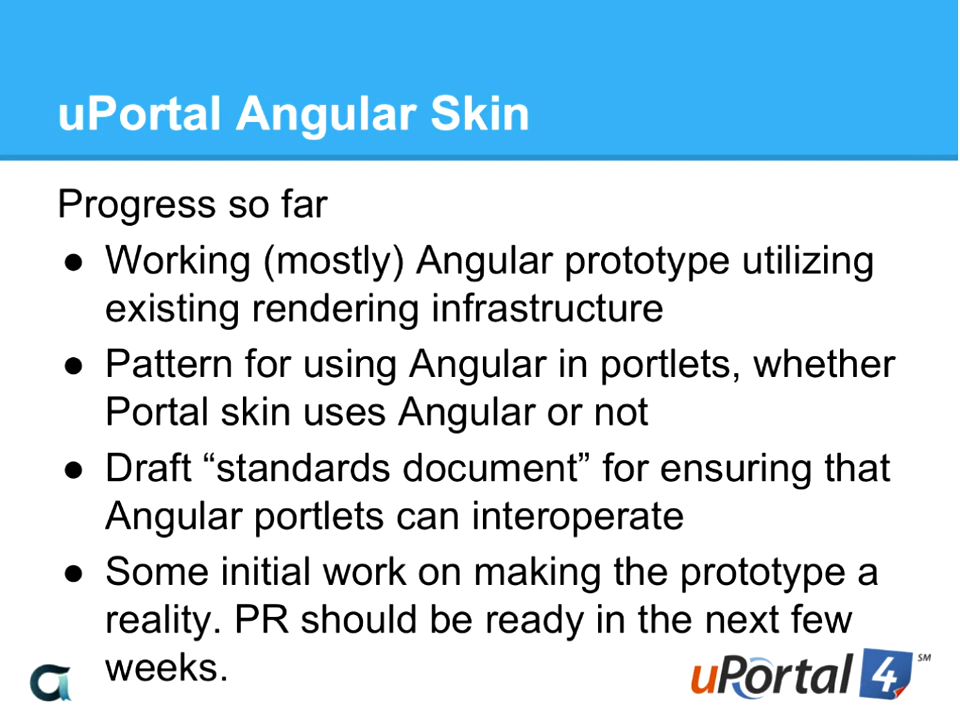 uPortal Angular Skin
Progress so far
● Working (mostly) Angular prototype utilizing
existing rendering infrastructure
● Pattern for using Angular in portlets, whether
Portal skin uses Angular or not
● Draft “standards document” for ensuring that
Angular portlets can interoperate
● Some initial work on making the prototype a
reality. PR should be ready in the next few
weeks.
uPortal 4 SM